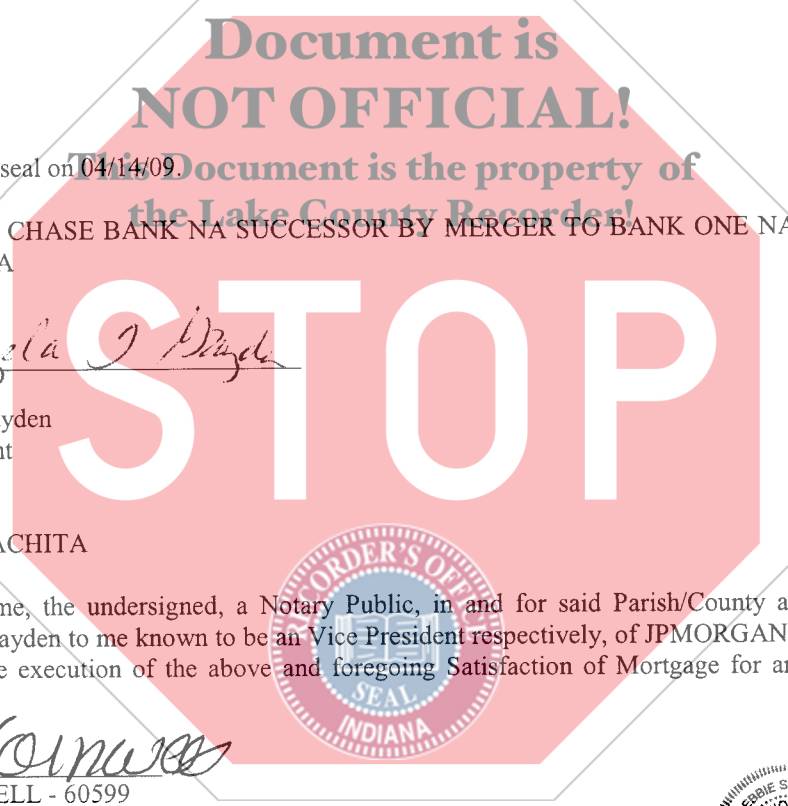 Document is
NOT OFFICIAL!
seal on 04/14/09.
This Document is the property of
the Lake County Recorder!
CHASE BANK NA SUCCESSOR BY MERGER TO BANK ONE NA
A
STOP
yden
nt
ACHITA
RECORDER'S OFFICE
me, the undersigned, a Notary Public, in and for said Parish/County a
ayden to me known to be an Vice President respectively, of JPMORGAN
e execution of the above and foregoing Satisfaction of Mortgage for an
SEAL
INDIANA
ELL - 60599
EBBIE S